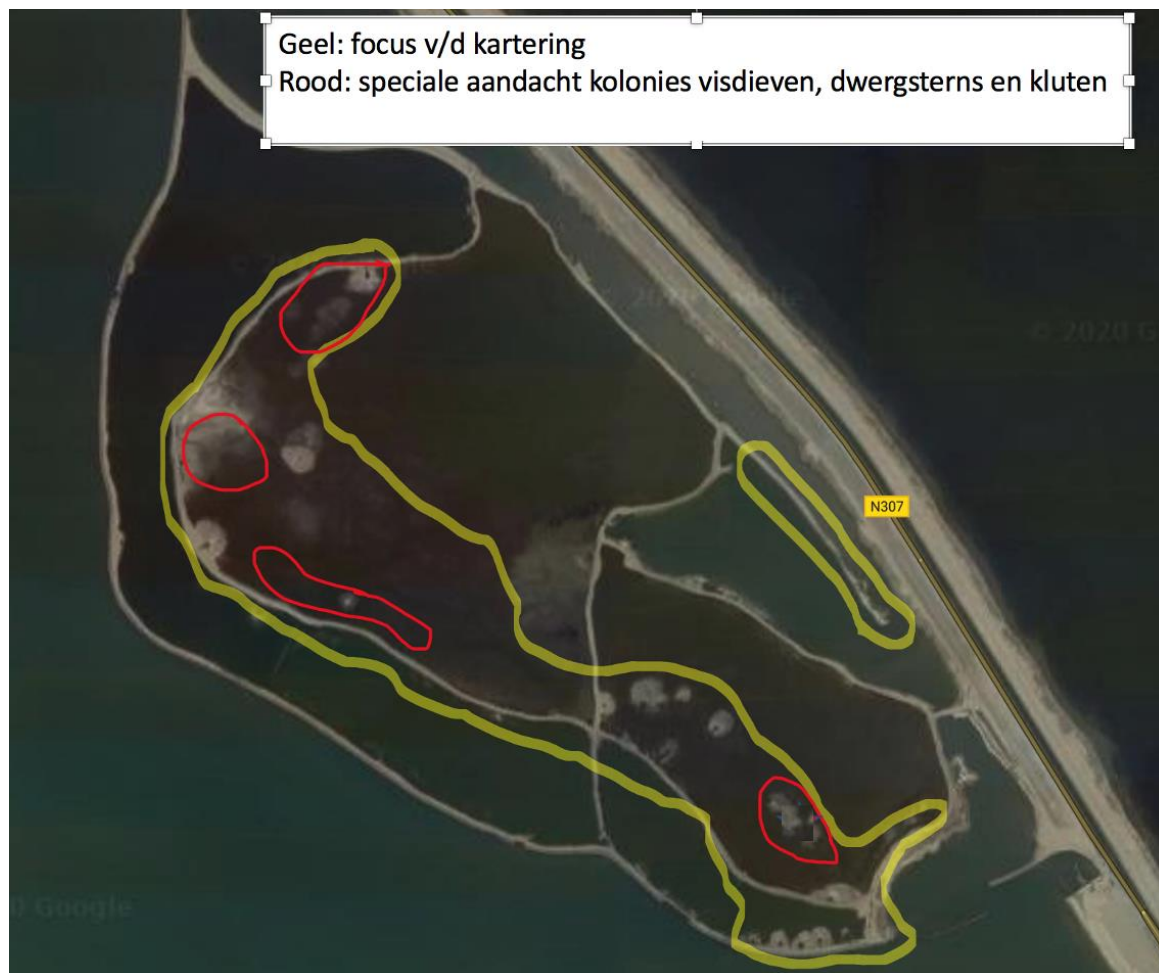 Geel: focus v/d kartering
Rood: speciale aandacht kolonies visdieven, dwergsterns en kluten
© 2020 G
N307
Google